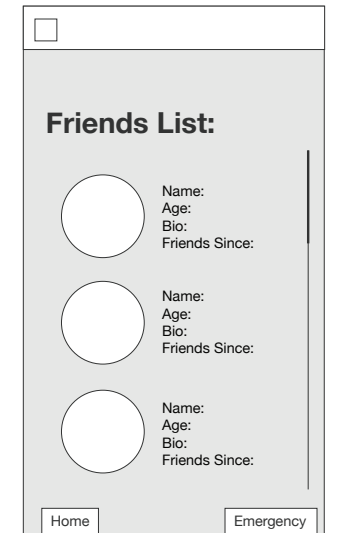 Friends List:
Name:
Age:
Bio:
Friends Since:
Name:
Age:
Bio:
Friends Since:
Name:
Age:
Bio:
Friends Since:
Home
Emergency